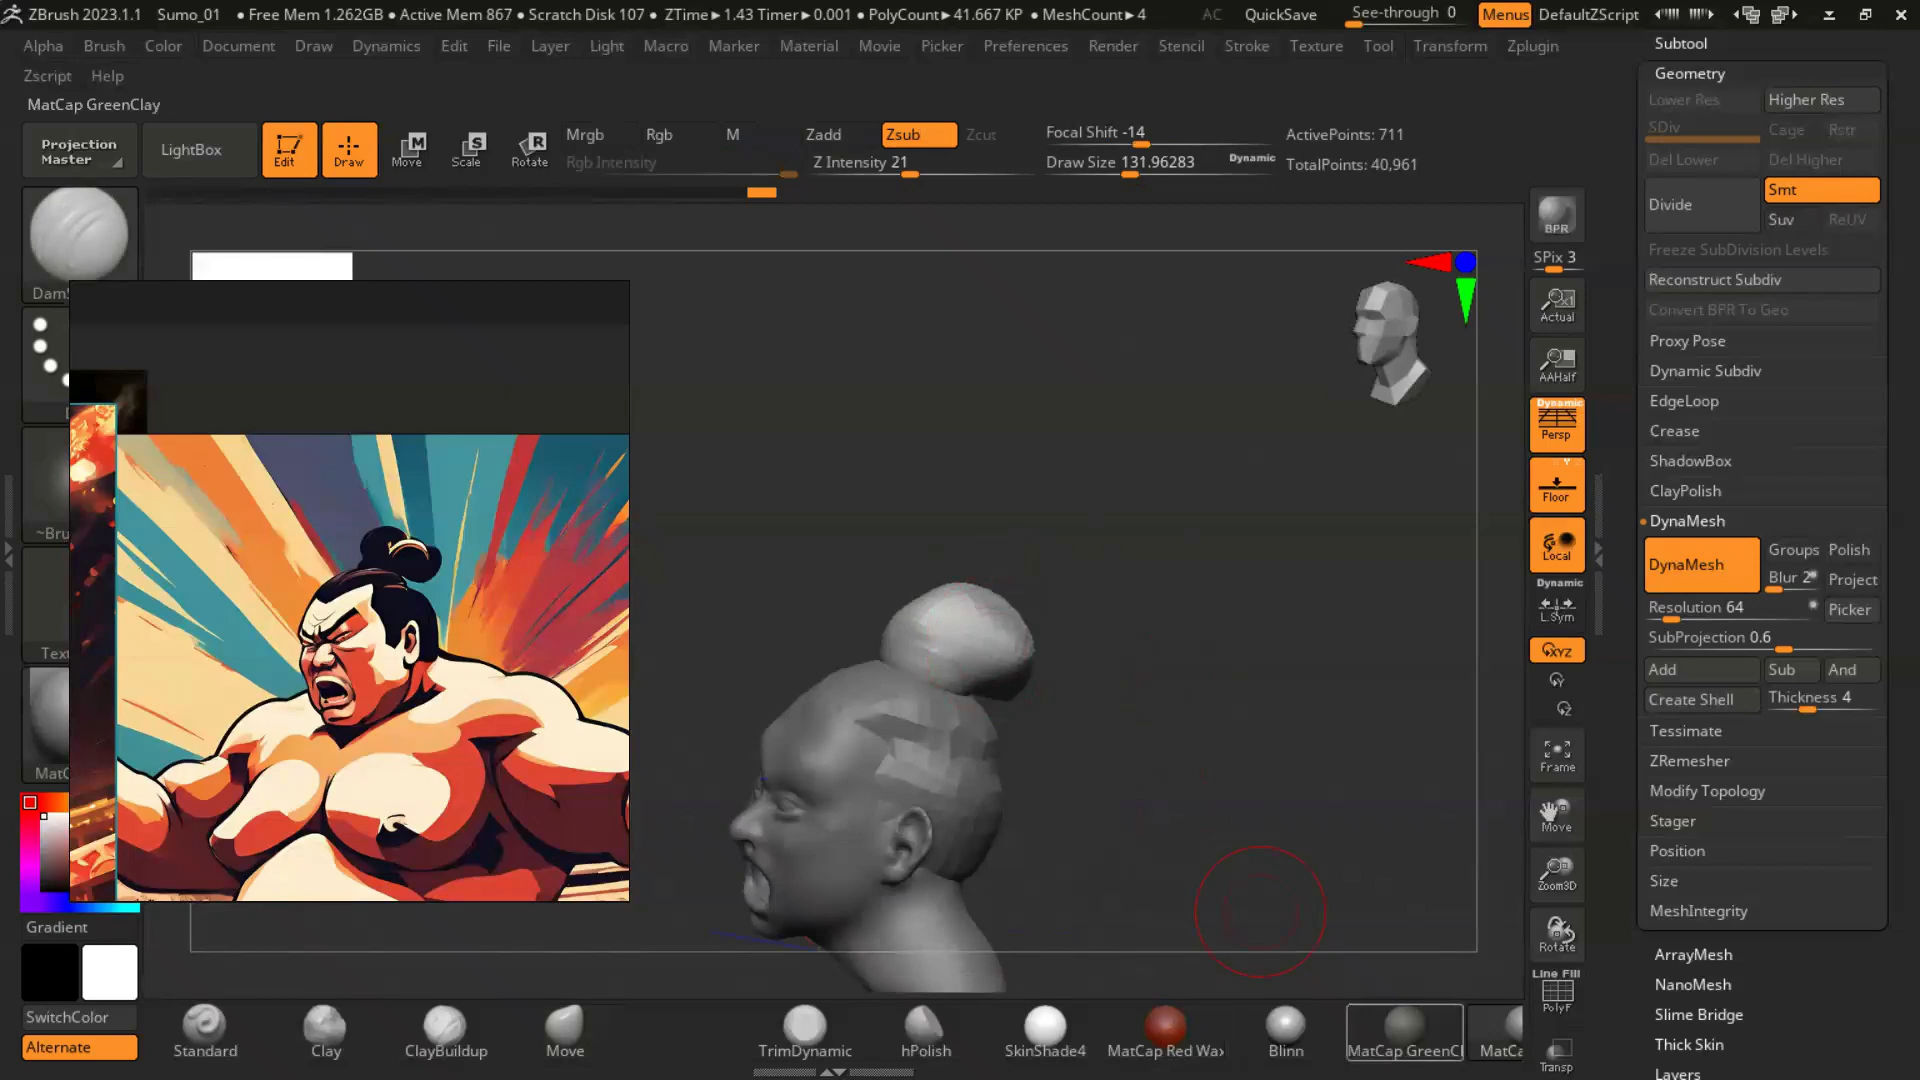 ZBrush 2023.1.1 Sumo_01 • Free Mem 1.262GB • Active Mem 867 • Scratch Disk 107 • ZTime▸1.43 Timer▸0.001 • PolyCount▸41.667 KP • MeshCount▸4 AC QuickSave See-through 0 Menus DefaultZScript
Alpha Brush Color Document Draw Dynamics Edit File Layer Light Macro Marker Material Movie Picker Preferences Render Stencil Stroke Texture Tool Transform Zplugin
Zscript Help
MatCap GreenClay
Projection Master
LightBox
Edit
Draw
Move
Scale
Rotate
Mrgb Rgb M
Rgb Intensity
Zadd Zsub Zcut
Z Intensity 21
Focal Shift -14
Draw Size 131.96283 Dynamic
ActivePoints: 711
TotalPoints: 40,961
Dam
~Bru
Text
MatC
Gradient
SwitchColor
Alternate
BPR
SPix 3
Actual
AAHalf
Dynamic
Persp
Floor
Local
Dynamic
L.Sym
XYZ
Frame
Move
Zoom3D
Rotate
Line Fill
PolyF
Transp
Subtool
Geometry
Lower Res Higher Res
SDiv Cage Rstr
Del Lower Del Higher
Divide Smt
Suv ReUV
Freeze SubDivision Levels
Reconstruct Subdiv
Convert BPR To Geo
Proxy Pose
Dynamic Subdiv
EdgeLoop
Crease
ShadowBox
ClayPolish
DynaMesh
DynaMesh Groups Polish
Blur 2 Project
Resolution 64 Picker
SubProjection 0.6
Add Sub And
Create Shell Thickness 4
Tessimate
ZRemesher
Modify Topology
Stager
Position
Size
MeshIntegrity
ArrayMesh
NanoMesh
Slime Bridge
Thick Skin
Layers
Standard Clay ClayBuildup Move TrimDynamic hPolish SkinShade4 MatCap Red Wax Blinn MatCap GreenCl MatCa